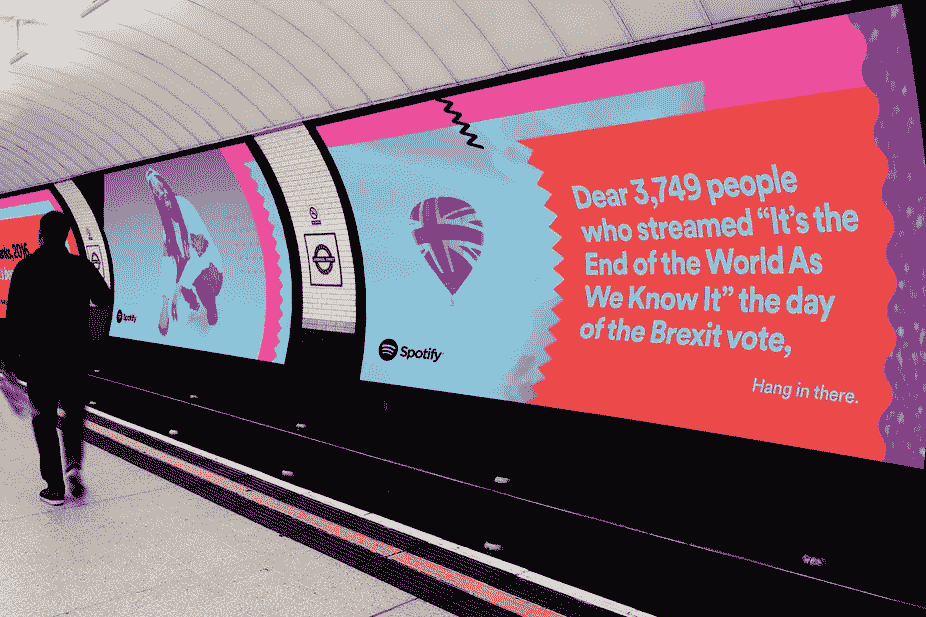 2016
Spotify
Spotify
Dear 3,749 people
who streamed “It’s the
End of the World As
We Know It” the day
of the Brexit vote,
Hang in there.